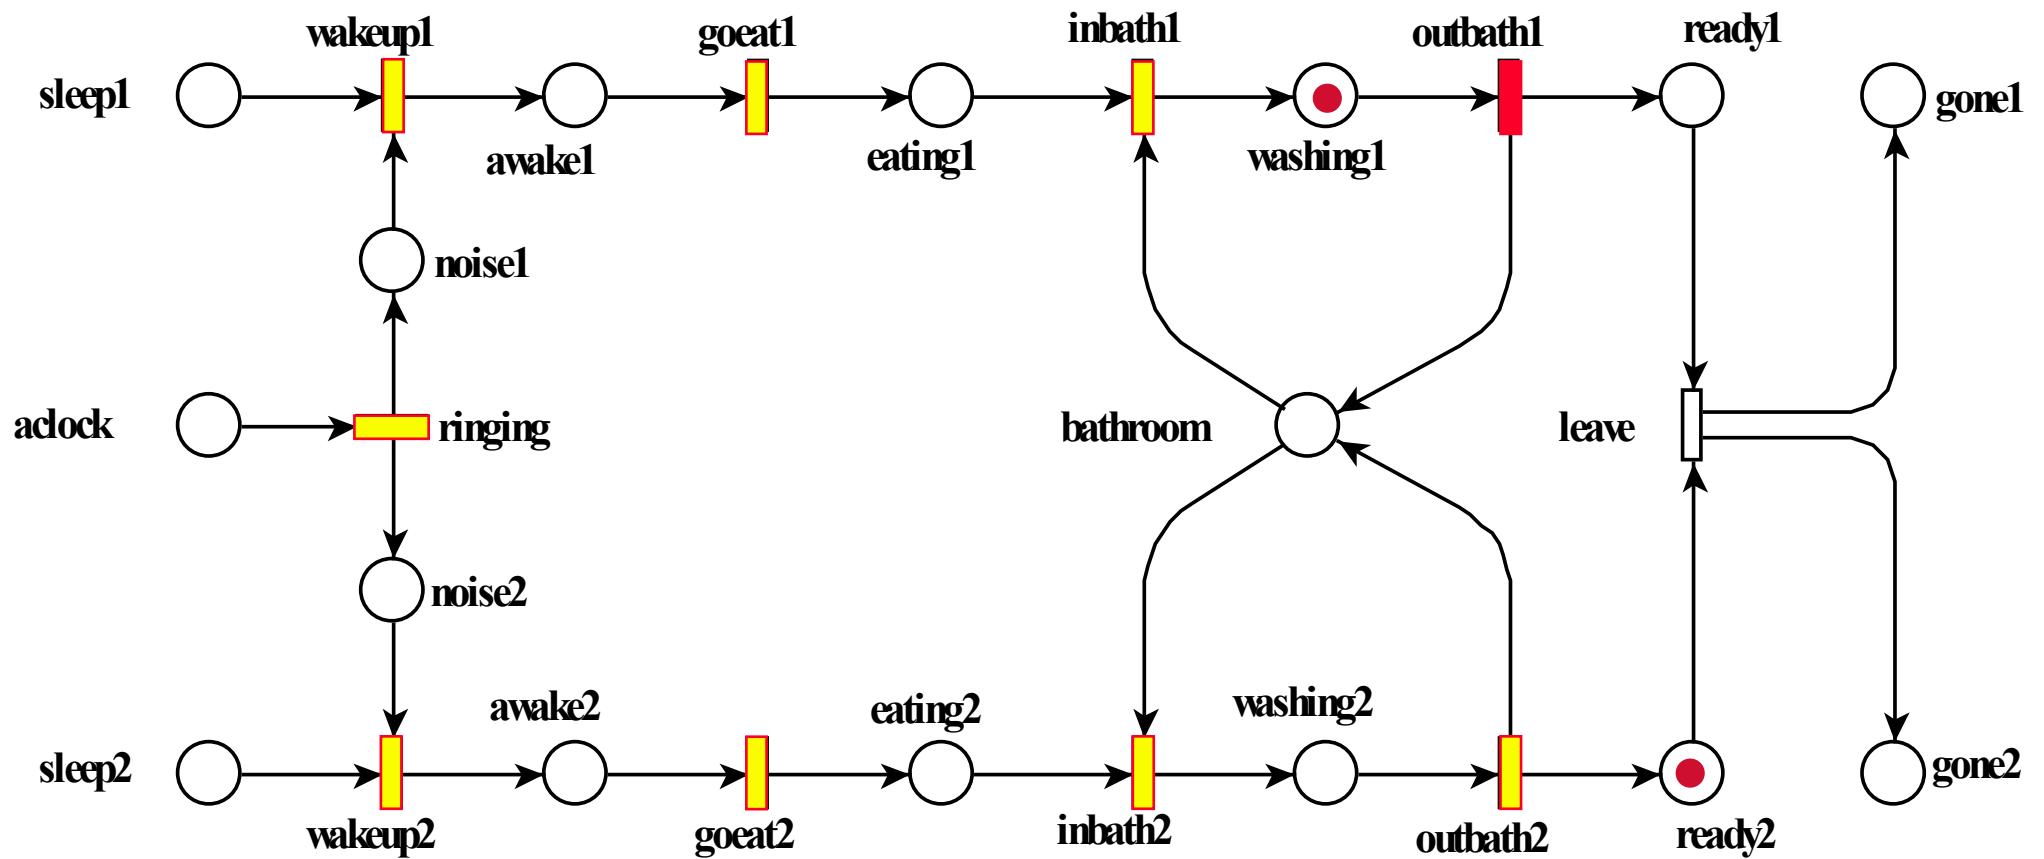 wakeup1
goeat1
inbath1
outbath1
ready1
sleep1
gone1
awake1
eating1
washing1
noise1
aclock
ringing
bathroom
leave
noise2
awake2
eating2
washing2
sleep2
gone2
wakeup2
goeat2
inbath2
outbath2
ready2